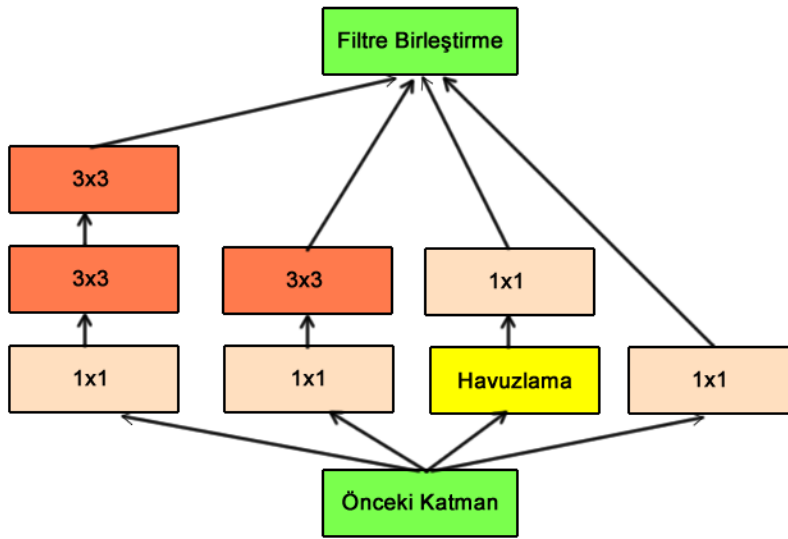 Filtre Birleştirme
3x3
3x3
3x3
1x1
1x1
1x1
Havuzlama
1x1
Önceki Katman